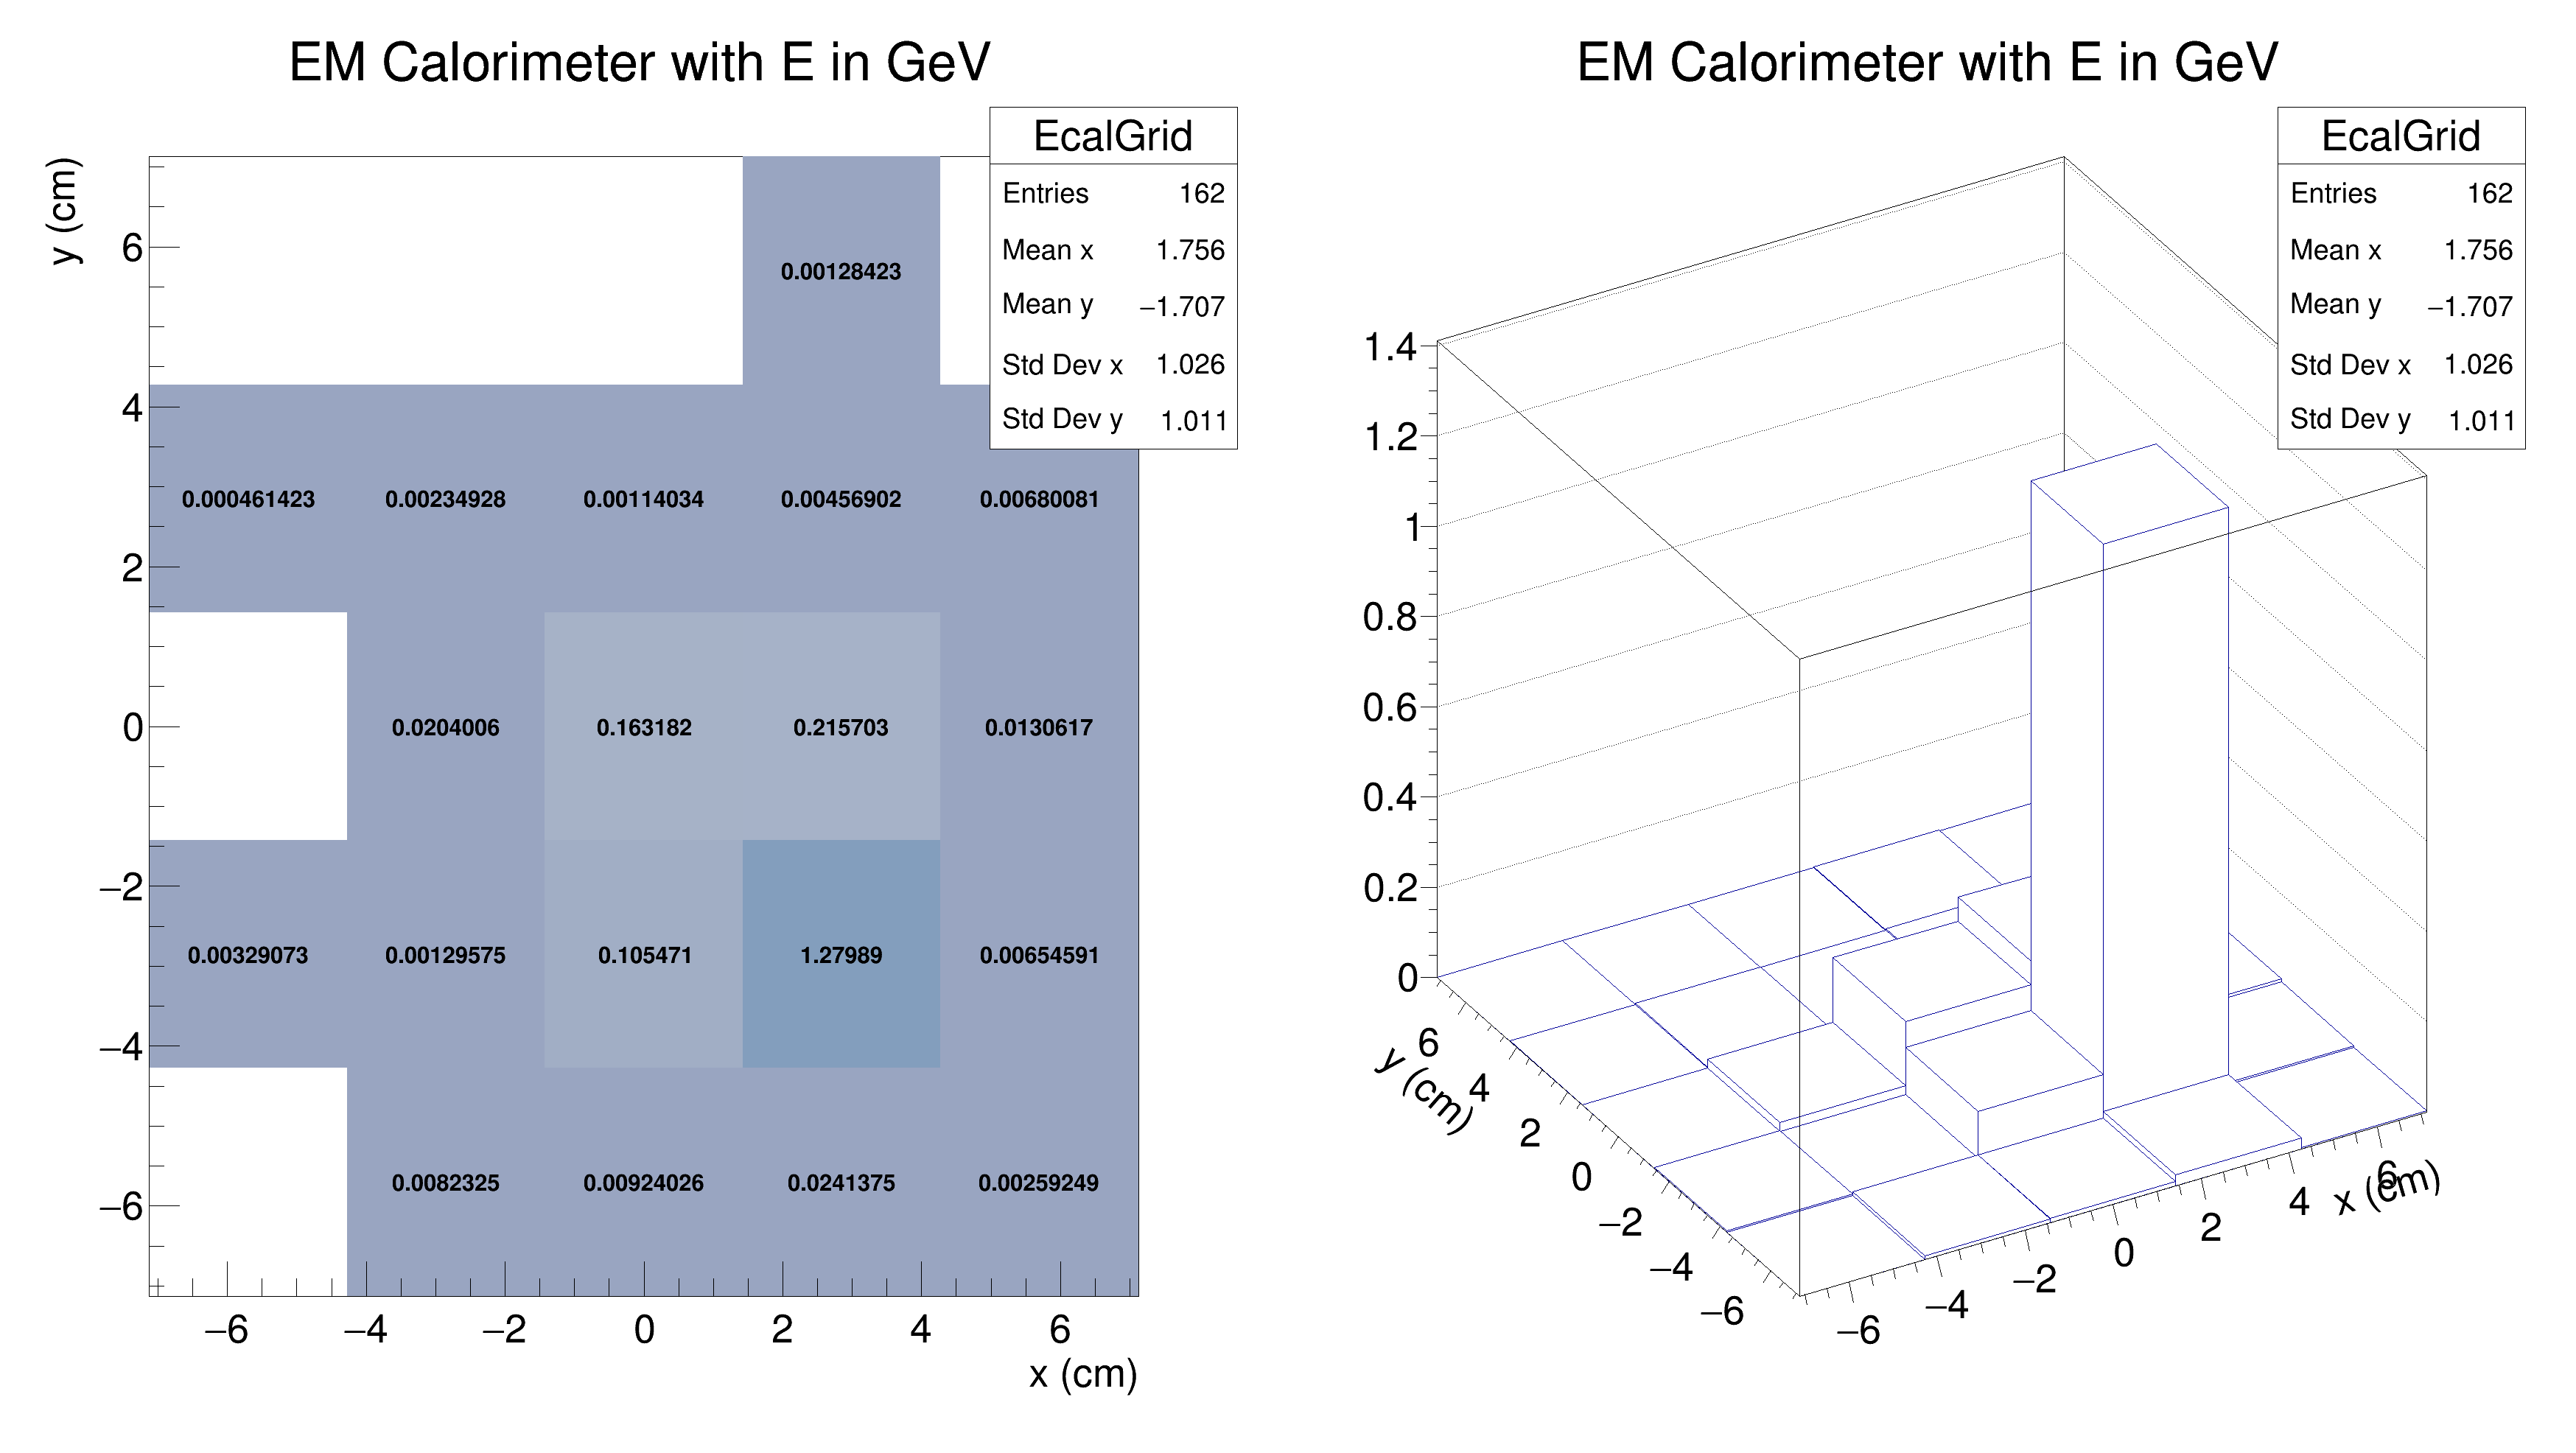 EM Calorimeter with E in GeV
EcalGrid
Entries 162
Mean x 1.756
Mean y −1.707
Std Dev x 1.026
Std Dev y 1.011
y (cm)
6
4
2
0
−2
−4
−6
0.00128423
0.000461423 0.00234928 0.00114034 0.00456902 0.00680081
0.0204006 0.163182 0.215703 0.0130617
0.00329073 0.00129575 0.105471 1.27989 0.00654591
0.0082325 0.00924026 0.0241375 0.00259249
−6 −4 −2 0 2 4 6
x (cm)
EM Calorimeter with E in GeV
EcalGrid
Entries 162
Mean x 1.756
Mean y −1.707
Std Dev x 1.026
Std Dev y 1.011
1.4
1.2
1
0.8
0.6
0.4
0.2
0
y (cm)
6
4
2
0
−2
−4
−6
−6
−4
−2
0
2
4
6
x (cm)